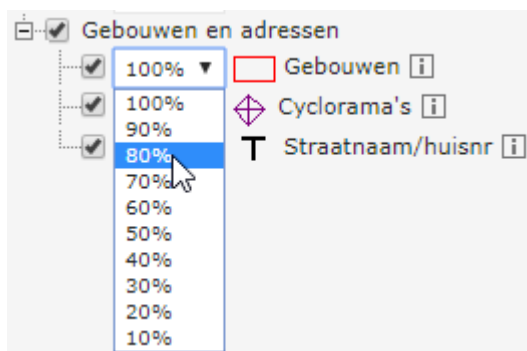 Gebouwen en adressen
100% ▼ Gebouwen i
100% Cyclorama's i
90%
80% T Straatnaam/huisnr i
70%
60%
50%
40%
30%
20%
10%